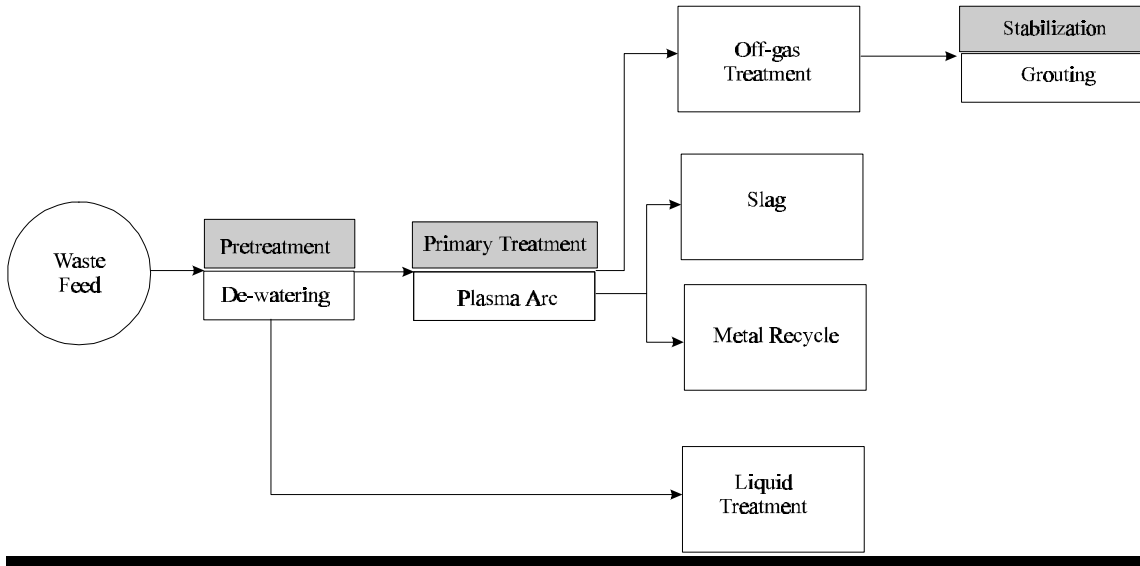 Waste
Feed
Pretreatment
De-watering
Primary Treatment
Plasma Arc
Off-gas
Treatment
Stabilization
Grouting
Slag
Metal Recycle
Liquid
Treatment